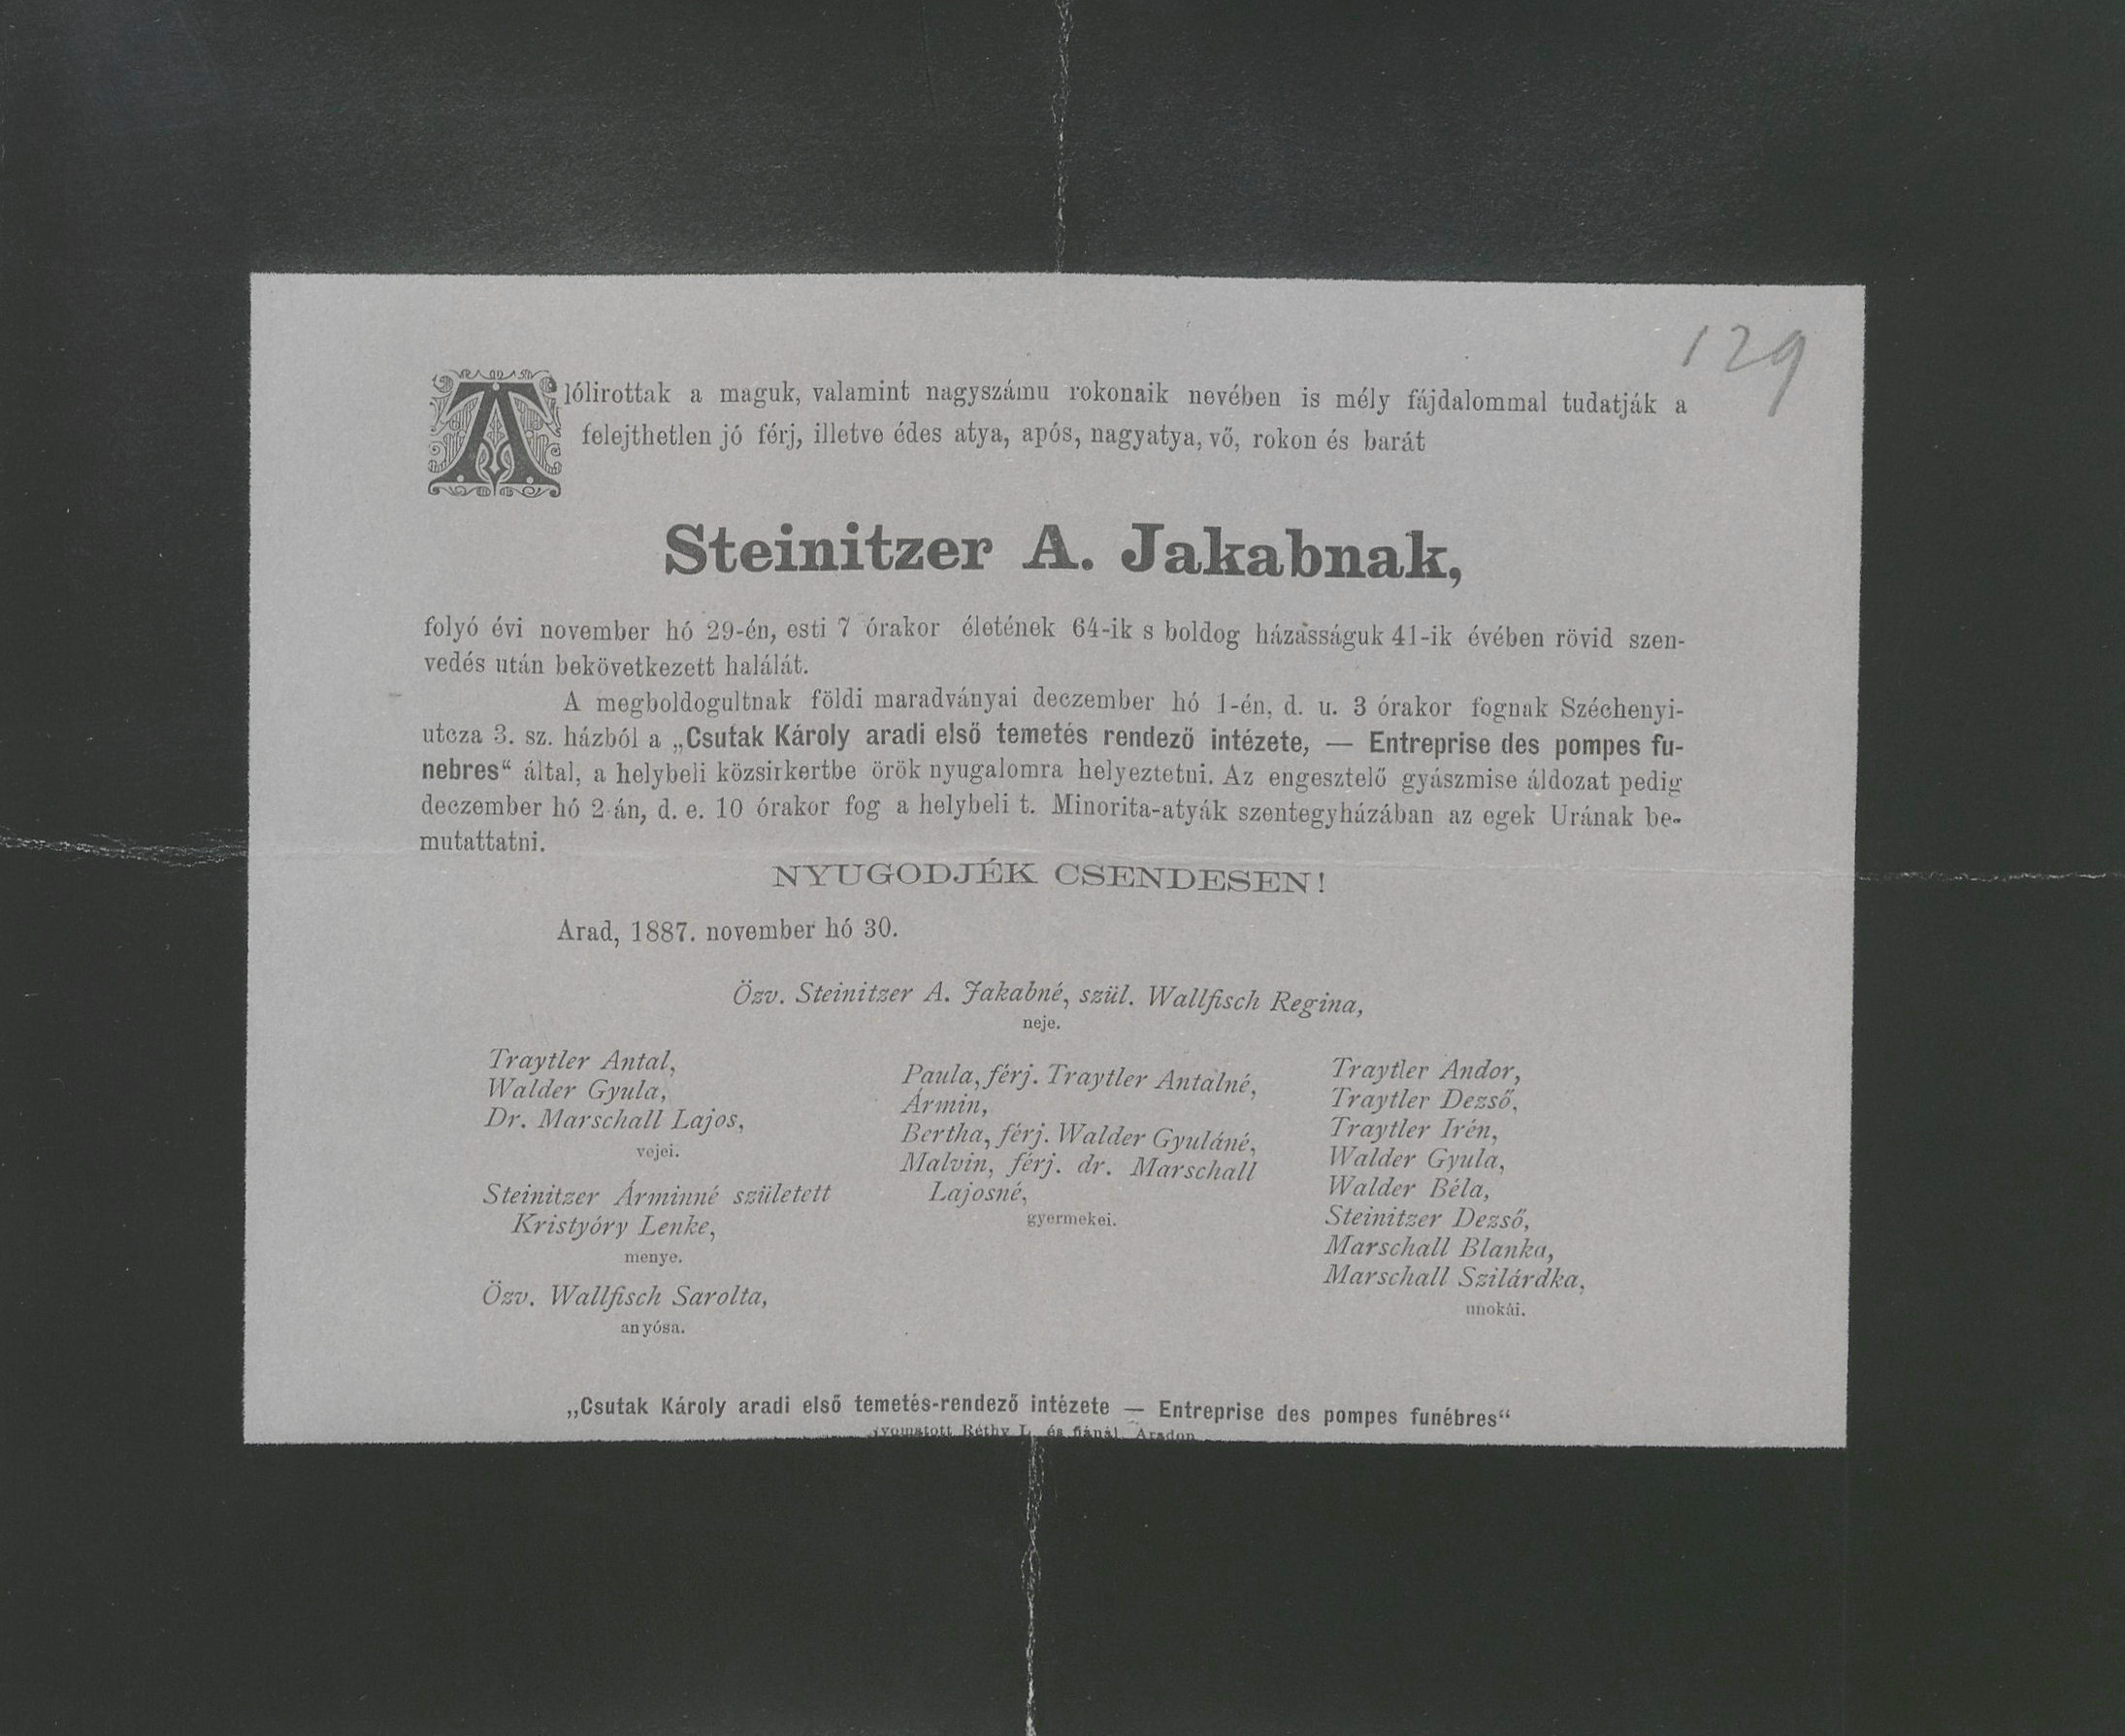 129
Alólirottak a maguk, valamint nagyszámu rokonaik nevében is mély fájdalommal tudatják a
felejthetlen jó férj, illetve édes atya, após, nagyatya, vő, rokon és barát
Steinitzer A. Jakabnak,
folyó évi november hó 29-én, esti 7 órakor életének 64-ik s boldog házasságuk 41-ik évében rövid szen-
vedés után bekövetkezett halálát.
A megboldogultnak földi maradványai deczember hó 1-én, d. u. 3 órakor fognak Széchenyi-
utcza 3. sz. házból a „Csutak Károly aradi első temetés rendező intézete, — Entreprise des pompes fu-
nebres“ által, a helybeli közsirkertbe örök nyugalomra helyeztetni. Az engesztelő gyászmise áldozat pedig
deczember hó 2-án, d. e. 10 órakor fog a helybeli t. Minorita-atyák szentegyházában az egek Urának be-
mutattatni.
NYUGODJÉK CSENDESEN!
Arad, 1887. november hó 30.
Özv. Steinitzer A. Jakabné, szül. Wallfisch Regina,
neje.
Traytler Antal,
Walder Gyula,
Dr. Marschall Lajos,
vejei.
Steinitzer Árminné született
Kristyóry Lenke,
menye.
Özv. Wallfisch Sarolta,
anyósa.
Paula, férj. Traytler Antalné,
Ármin,
Bertha, férj. Walder Gyuláné,
Malvin, férj. dr. Marschall
Lajosné,
gyermekei.
Traytler Andor,
Traytler Dezső,
Traytler Irén,
Walder Gyula,
Walder Béla,
Steinitzer Dezső,
Marschall Blanka,
Marschall Szilárdka,
unokái.
„Csutak Károly aradi első temetés-rendező intézete — Entreprise des pompes funébres“
Réthy L. és fiánál Aradon